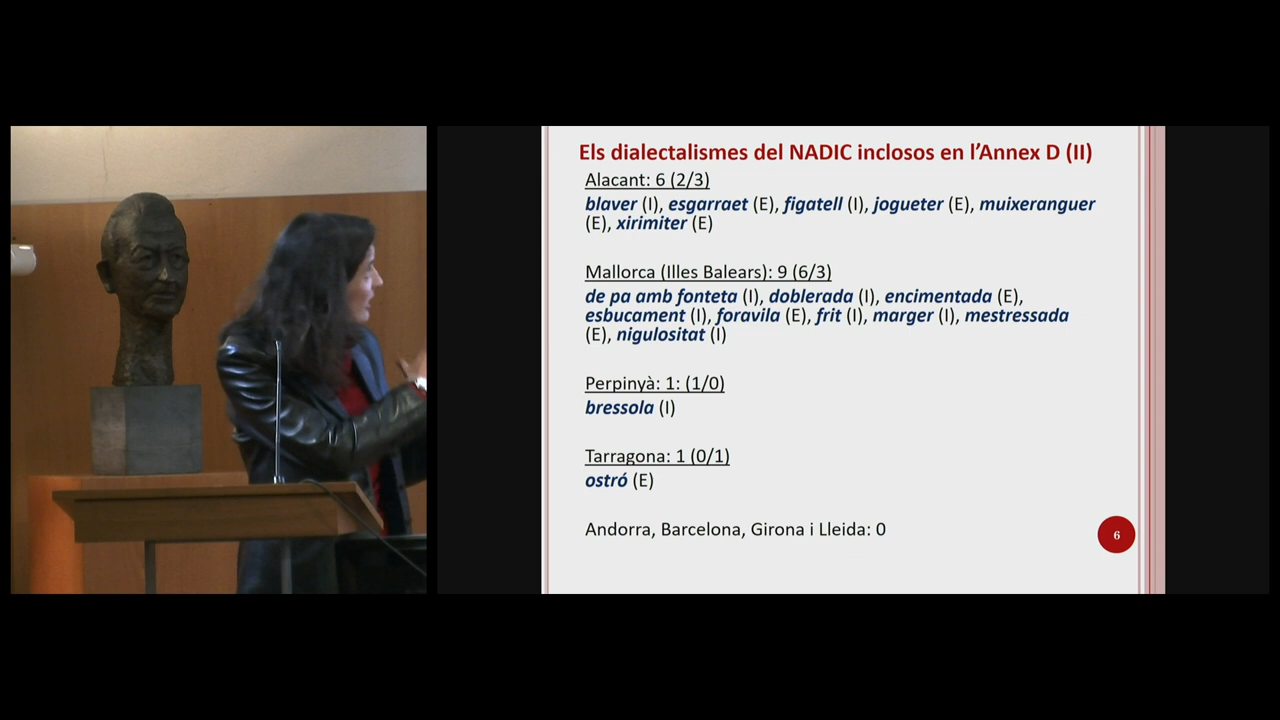 Els dialectalismes del NADIC inclosos en l’Annex D (II)
Alacant: 6 (2/3)
blaver (I), esgarraet (E), figatell (I), jogueter (E), muixeranguer
(E), xirimiter (E)
Mallorca (Illes Balears): 9 (6/3)
de pa amb fonteta (I), doblerada (I), encimentada (E),
esbucament (I), foravila (E), frit (I), marger (I), mestressada
(E), nigulositat (I)
Perpinyà: 1: (1/0)
bressola (I)
Tarragona: 1 (0/1)
ostró (E)
Andorra, Barcelona, Girona i Lleida: 0
6